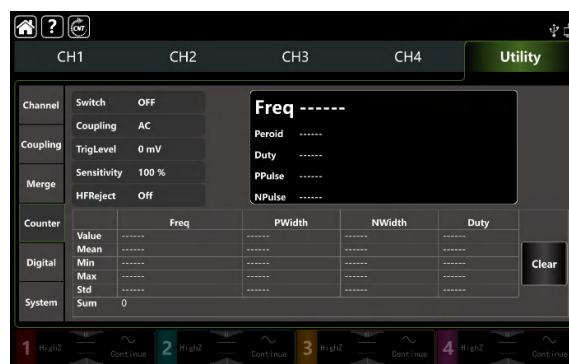 ? CNT
CH1 CH2 CH3 CH4 Utility
Channel
Coupling
Merge
Counter
Digital
System
Switch OFF
Coupling AC
TrigLevel 0 mV
Sensitivity 100 %
HFReject Off
Freq ------
Peroid ------
Duty ------
PPulse ------
NPulse ------
Freq PWidth NWidth Duty
Value ------ ------ ------ ------
Mean ------ ------ ------ ------
Min ------ ------ ------ ------
Max ------ ------ ------ ------
Std ------ ------ ------ ------
Sum 0
Clear
1 HighZ Continue 2 HighZ Continue 3 HighZ Continue 4 HighZ Continue